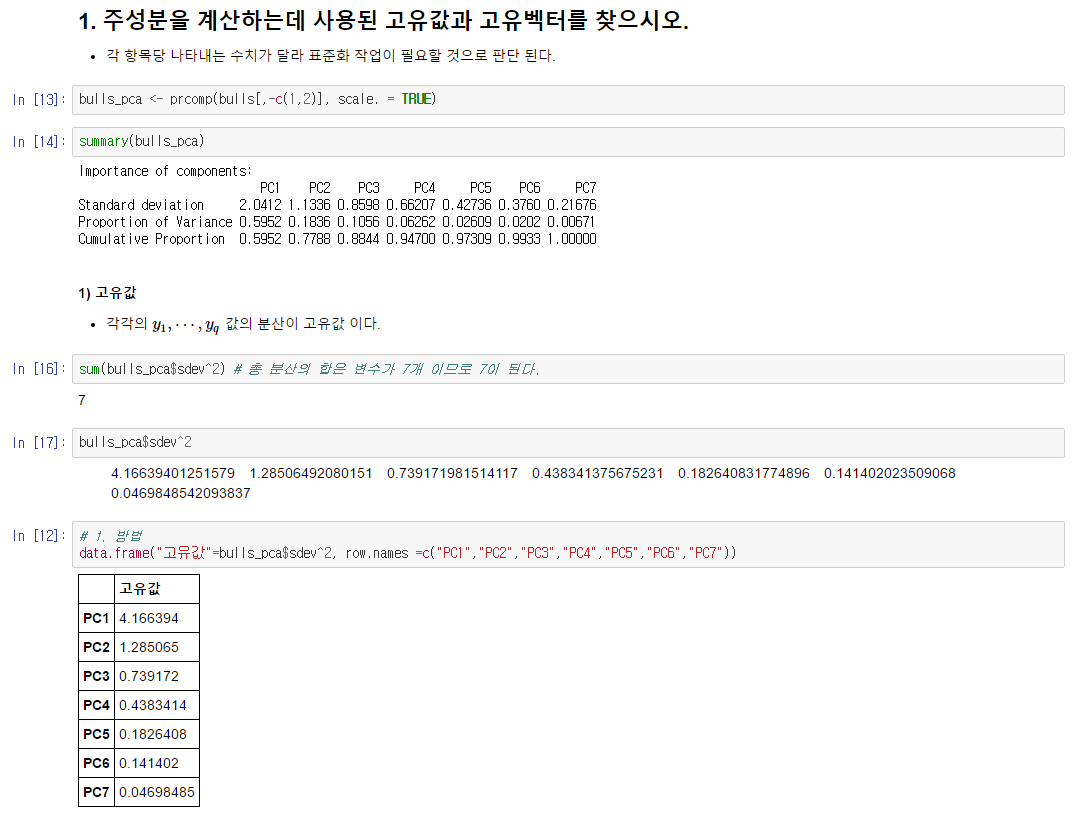 1. 주성분을 계산하는데 사용된 고유값과 고유벡터를 찾으시오.
• 각 항목당 나타내는 수치가 달라 표준화 작업이 필요할 것으로 판단 된다.
In [13]: bulls_pca <- prcomp(bulls[,-c(1,2)], scale. = TRUE)
In [14]: summary(bulls_pca)
Importance of components:
PC1 PC2 PC3 PC4 PC5 PC6 PC7
Standard deviation 2.0412 1.1336 0.8598 0.66207 0.42736 0.3760 0.21676
Proportion of Variance 0.5952 0.1836 0.1056 0.06262 0.02609 0.0202 0.00671
Cumulative Proportion 0.5952 0.7788 0.8844 0.94700 0.97309 0.9933 1.00000
1) 고유값
• 각각의 y₁, ⋯ , y_q 값의 분산이 고유값 이다.
In [16]: sum(bulls_pca$sdev^2) # 총 분산의 합은 변수가 7개 이므로 7이 된다.
7
In [17]: bulls_pca$sdev^2
4.16639401251579 1.28506492080151 0.739171981514117 0.438341375675231 0.182640831774896 0.141402023509068
0.0469848542093837
In [12]: # 1. 방법
data.frame("고유값"=bulls_pca$sdev^2, row.names =c("PC1","PC2","PC3","PC4","PC5","PC6","PC7"))
고유값
PC1 4.166394
PC2 1.285065
PC3 0.739172
PC4 0.4383414
PC5 0.1826408
PC6 0.141402
PC7 0.04698485